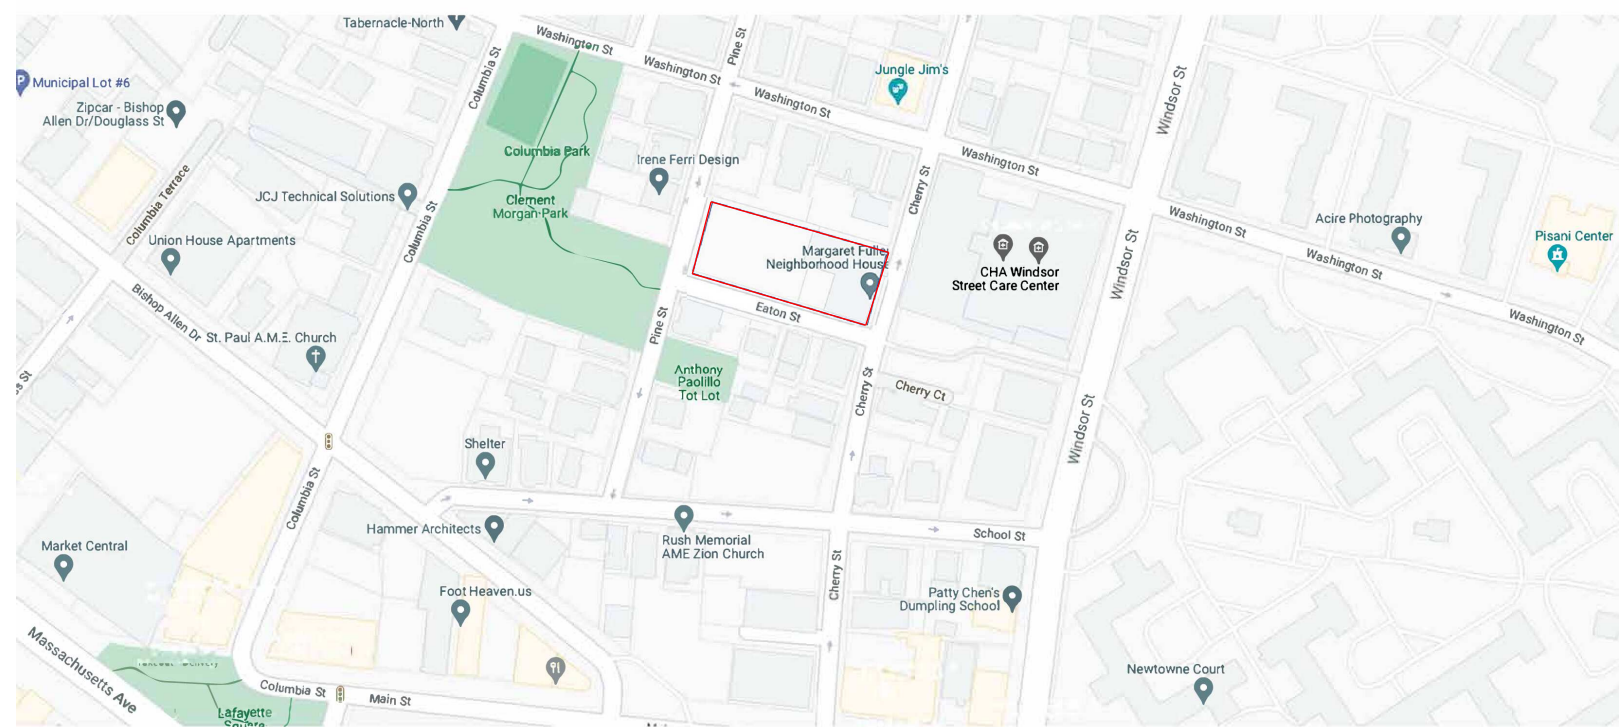 Tabernacle-North
Washington St
Pine St
Columbia St
Washington St
Jungle Jim's
Windsor St
Municipal Lot #6
P
Zipcar - Bishop
Allen Dr/Douglass St
Washington St
Columbia Park
Irene Ferri Design
Washington St
JCJ Technical Solutions
Columbia Terrace
Clement
Morgan Park
Cherry St
Washington St
Acire Photography
Pisani Center
Union House Apartments
Columbia St
Margaret Fuller
Neighborhood House
CHA Windsor
Street Care Center
Windsor St
Washington St
Bishop Allen Dr
Eaton St
Washington St
St. Paul A.M.E. Church
Pine St
Anthony
Paolillo
Tot Lot
Cherry St
Cherry Ct
Windsor St
Shelter
Columbia St
Hammer Architects
School St
Rush Memorial
AME Zion Church
Market Central
Cherry St
Foot Heaven.us
Patty Chen's
Dumpling School
Massachusetts Ave
Newtowne Court
Columbia St
Main St
Lafayette
Square